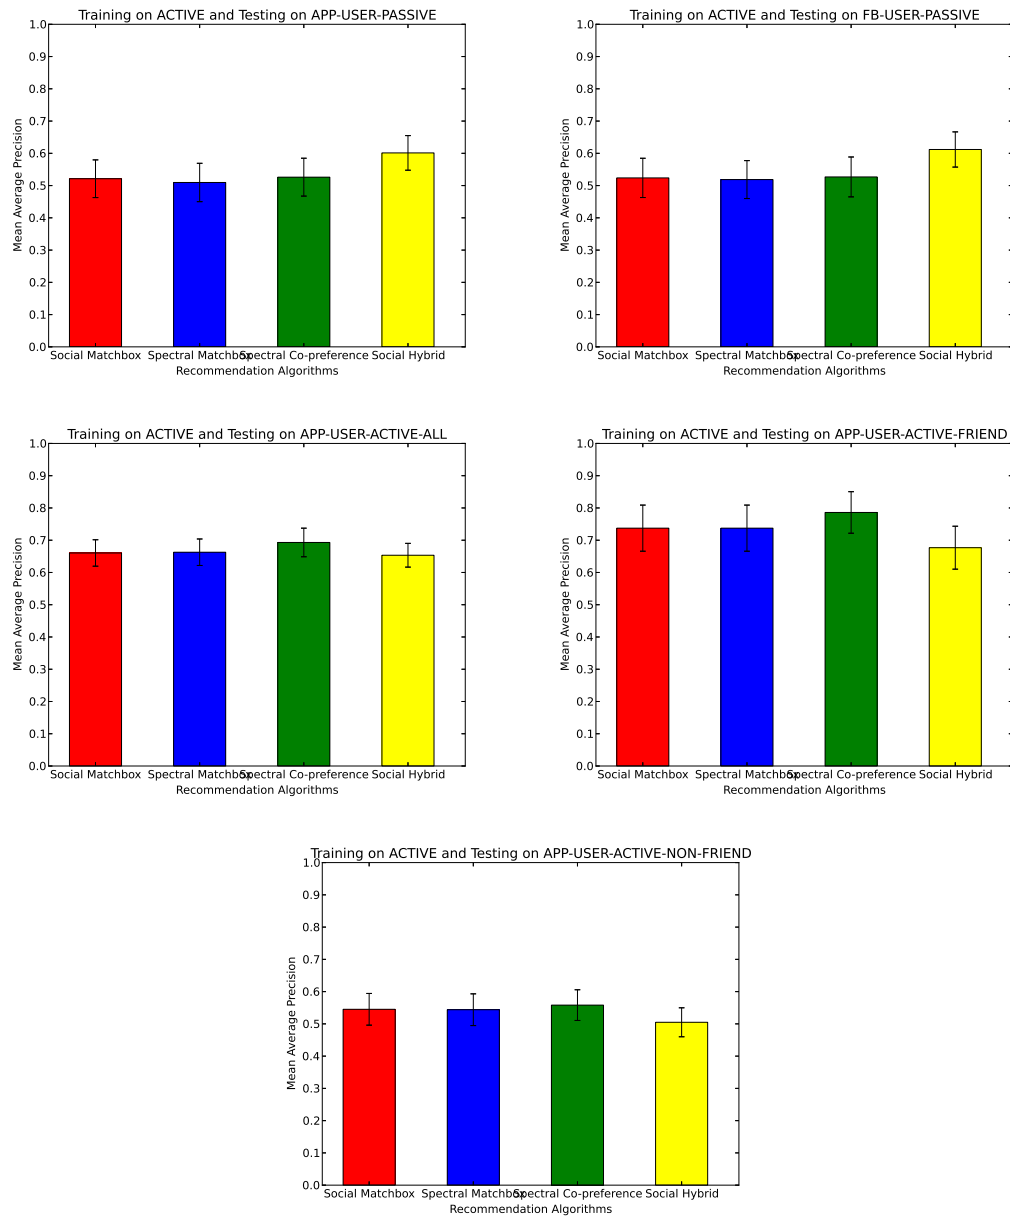 Training on ACTIVE and Testing on APP-USER-PASSIVE
1.0
0.9
0.8
0.7
0.6
0.5
0.4
0.3
0.2
0.1
0.0
Mean Average Precision
Social Matchbox Spectral Matchbox Spectral Co-preference Social Hybrid
Recommendation Algorithms
Training on ACTIVE and Testing on FB-USER-PASSIVE
1.0
0.9
0.8
0.7
0.6
0.5
0.4
0.3
0.2
0.1
0.0
Mean Average Precision
Social Matchbox Spectral Matchbox Spectral Co-preference Social Hybrid
Recommendation Algorithms
Training on ACTIVE and Testing on APP-USER-ACTIVE-ALL
1.0
0.9
0.8
0.7
0.6
0.5
0.4
0.3
0.2
0.1
0.0
Mean Average Precision
Social Matchbox Spectral Matchbox Spectral Co-preference Social Hybrid
Recommendation Algorithms
Training on ACTIVE and Testing on APP-USER-ACTIVE-FRIEND
1.0
0.9
0.8
0.7
0.6
0.5
0.4
0.3
0.2
0.1
0.0
Mean Average Precision
Social Matchbox Spectral Matchbox Spectral Co-preference Social Hybrid
Recommendation Algorithms
Training on ACTIVE and Testing on APP-USER-ACTIVE-NON-FRIEND
1.0
0.9
0.8
0.7
0.6
0.5
0.4
0.3
0.2
0.1
0.0
Mean Average Precision
Social Matchbox Spectral Matchbox Spectral Co-preference Social Hybrid
Recommendation Algorithms